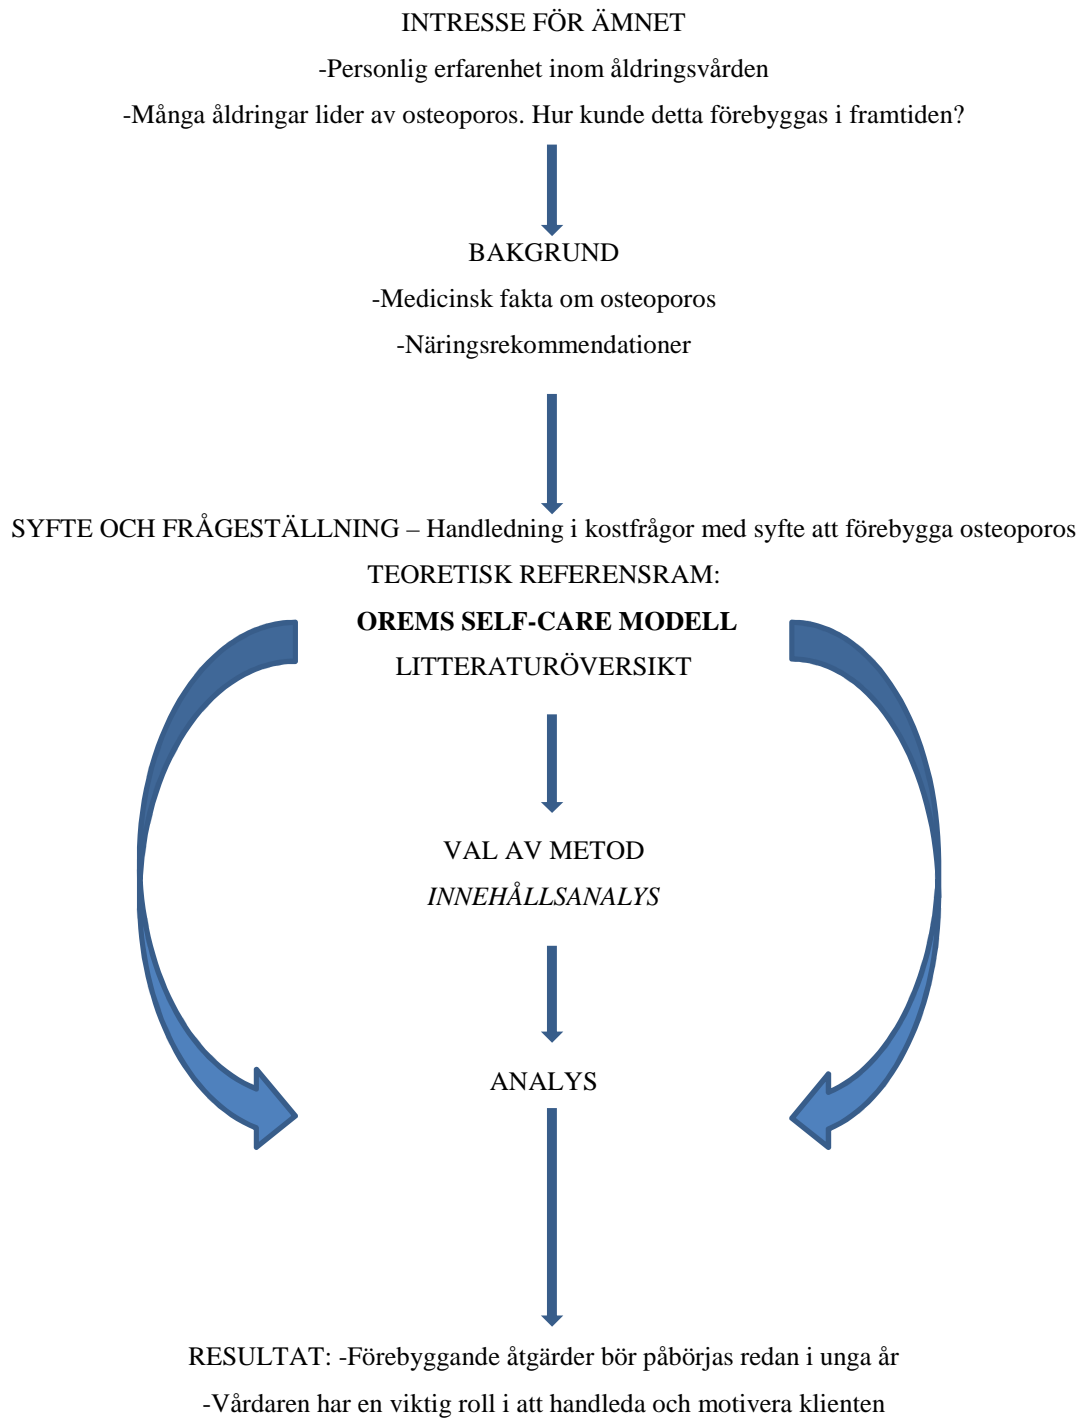 INTRESSE FÖR ÄMNET
-Personlig erfarenhet inom åldringsvården
-Många åldringar lider av osteoporos. Hur kunde detta förebyggas i framtiden?
BAKGRUND
-Medicinsk fakta om osteoporos
-Näringsrekommendationer
SYFTE OCH FRÅGESTÄLLNING – Handledning i kostfrågor med syfte att förebygga osteoporos
TEORETISK REFERENSRAM:
OREMS SELF-CARE MODELL
LITTERATURÖVERSIKT
VAL AV METOD
INNEHÅLLSANALYS
ANALYS
RESULTAT: -Förebyggande åtgärder bör påbörjas redan i unga år
-Vårdaren har en viktig roll i att handleda och motivera klienten